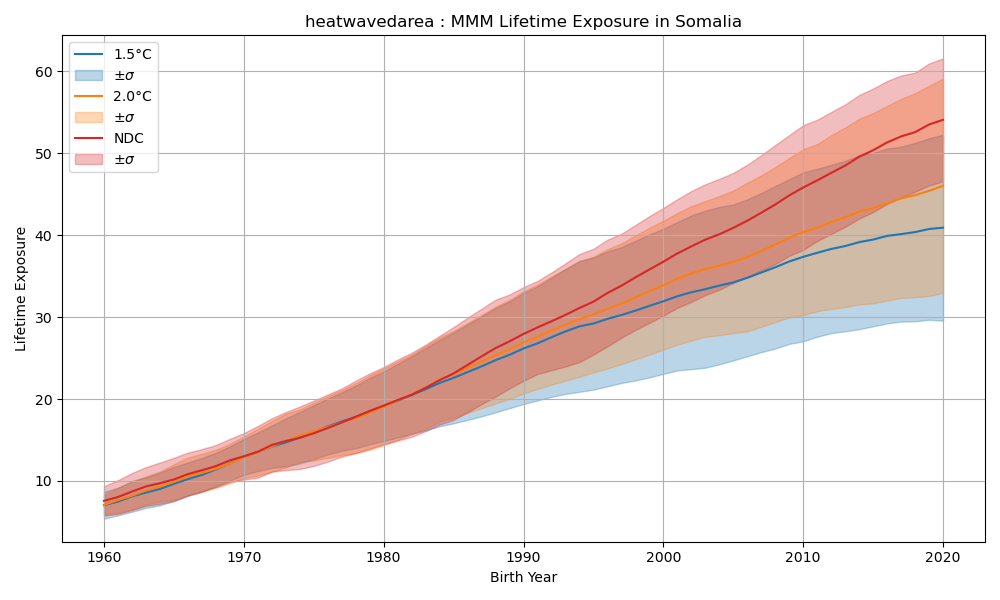 heatwavedarea : MMM Lifetime Exposure in Somalia
1.5°C
±σ
2.0°C
±σ
NDC
±σ
Lifetime Exposure
60
50
40
30
20
10
1960 1970 1980 1990 2000 2010 2020
Birth Year